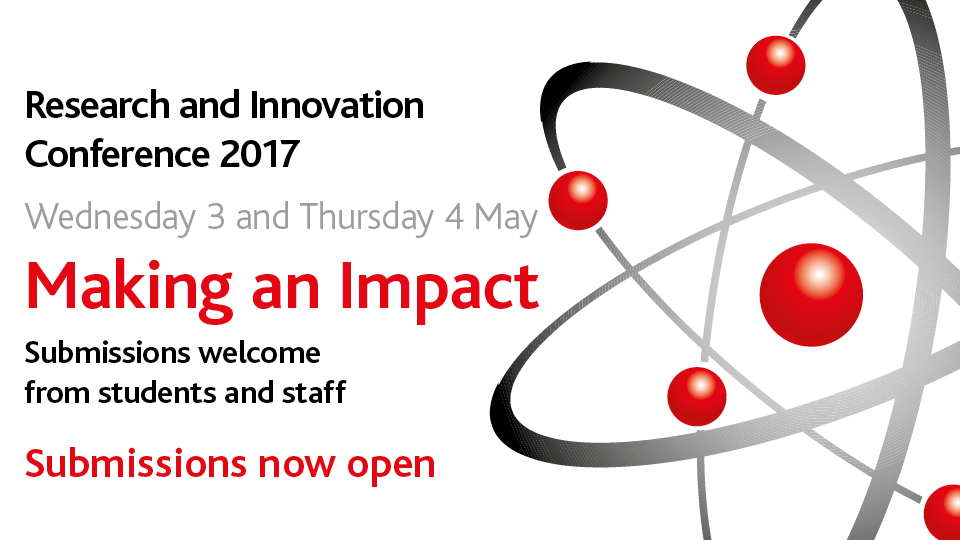 Research and Innovation
Conference 2017
Wednesday 3 and Thursday 4 May
Making an Impact
Submissions welcome
from students and staff
Submissions now open